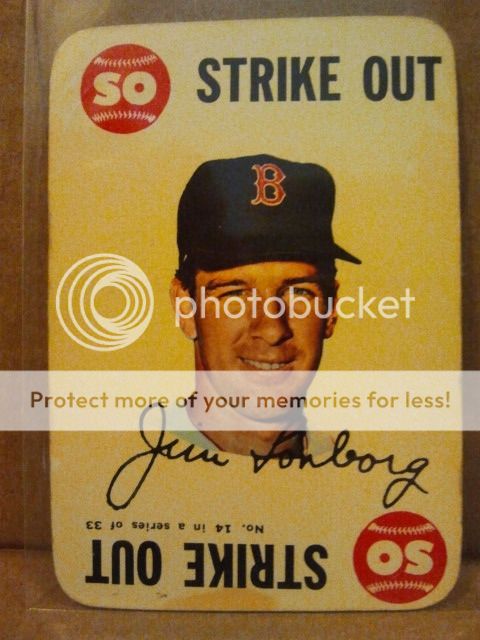 SO STRIKE OUT
B
photobucket
Protect more of your memories for less!
Jim Lonborg
No. 14 in a series of 33
STRIKE OUT SO